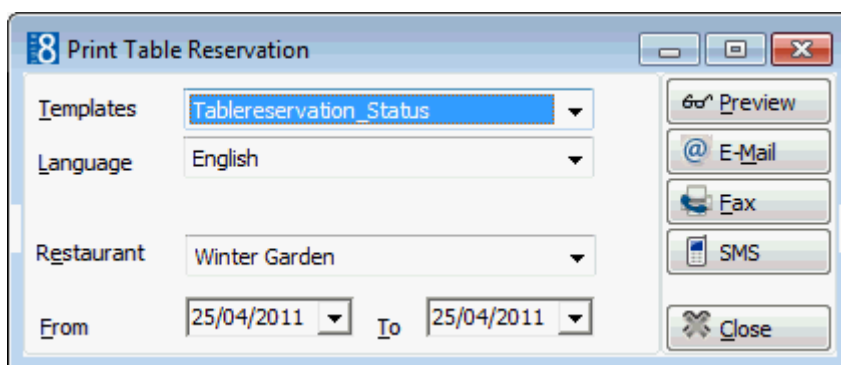 8 Print Table Reservation
Templates Tablereservation_Status Preview
Language English E-Mail
Fax
Restaurant Winter Garden SMS
From 25/04/2011 To 25/04/2011 Close